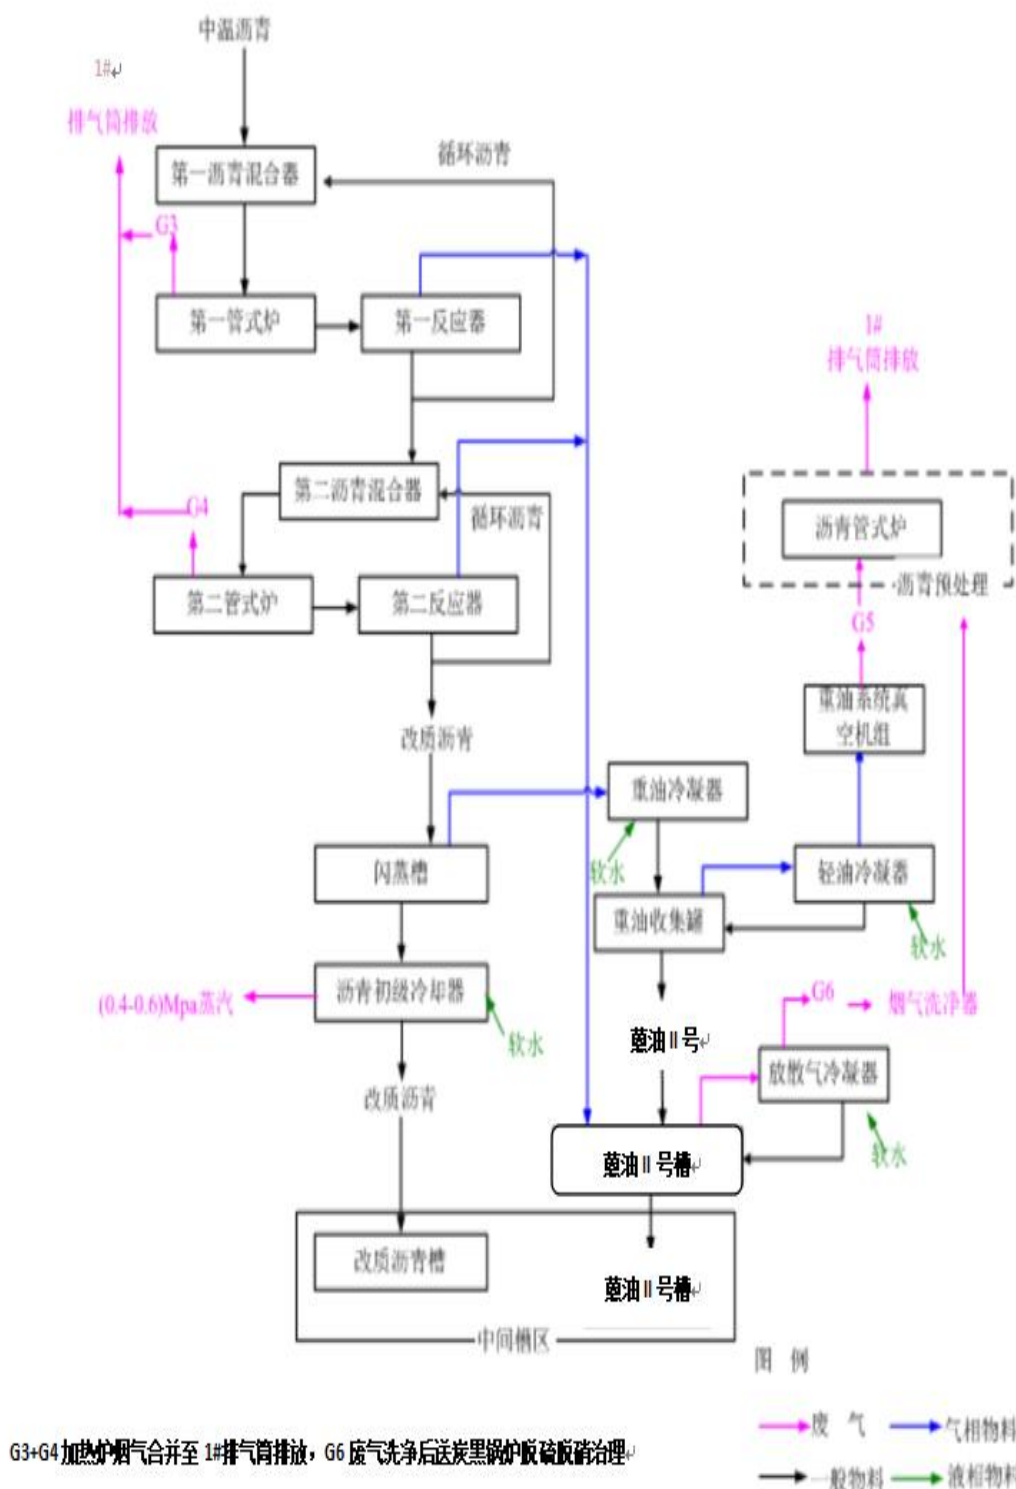 中温沥青
1#
排气筒排放
第一沥青混合器
循环沥青
G3
第一管式炉
第一反应器
1#
排气筒排放
第二沥青混合器
循环沥青
G4
沥青管式炉
沥青预处理
第二管式炉
第二反应器
G5
重油系统真
空机组
改质沥青
重油冷凝器
软水
闪蒸槽
轻油冷凝器
重油收集罐
软水
沥青初级冷却器
(0.4-0.6)Mpa蒸汽
G6
烟气洗净器
软水
蒽油Ⅱ号
放散气冷凝器
改质沥青
软水
蒽油Ⅱ号槽
改质沥青槽
蒽油Ⅱ号槽
中间槽区
图 例
废 气
气相物料
一般物料
液相物料
G3+G4加热炉烟气合并至1#排气筒排放，G6废气洗净后送炭黑锅炉脱硫脱硝治理